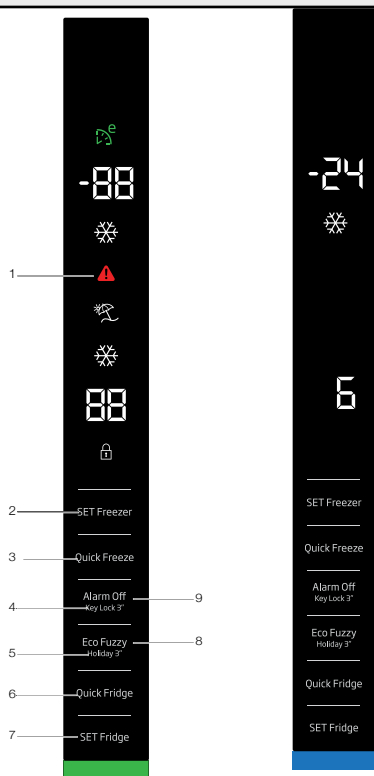 e
-88
1
88
2
SET Freezer
3
Quick Freeze
Alarm Off
9
4
Key Lock 3"
Eco Fuzzy
8
5
Holiday 3"
6
Quick Fridge
7
SET Fridge
-24
6
SET Freezer
Quick Freeze
Alarm Off
Key Lock 3"
Eco Fuzzy
Holiday 3"
Quick Fridge
SET Fridge